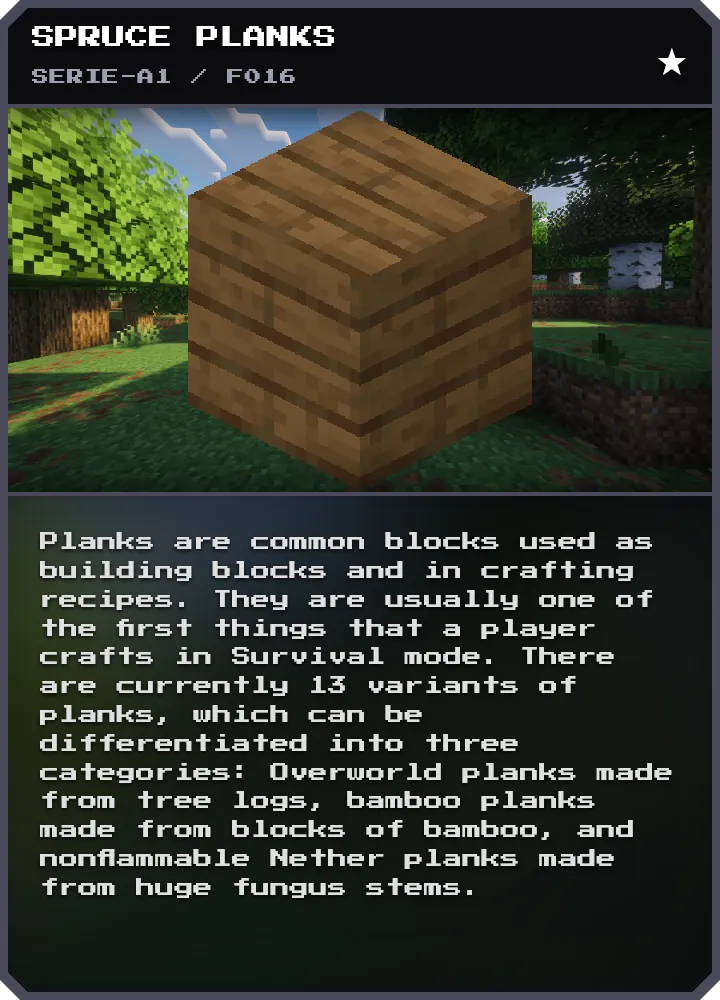 SPRUCE PLANKS
SERIE-A1 / F016
★
Planks are common blocks used as
building blocks and in crafting
recipes. They are usually one of
the first things that a player
crafts in Survival mode. There
are currently 13 variants of
planks, which can be
differentiated into three
categories: Overworld planks made
from tree logs, bamboo planks
made from blocks of bamboo, and
nonflammable Nether planks made
from huge fungus stems.